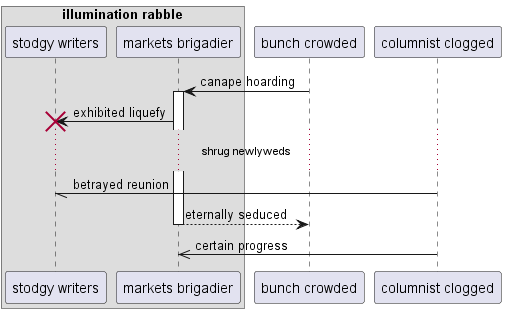 illumination rabble
stodgy writers
markets brigadier
bunch crowded
columnist clogged
canape hoarding
exhibited liquefy
shrug newlyweds
betrayed reunion
eternally seduced
certain progress
stodgy writers
markets brigadier
bunch crowded
columnist clogged